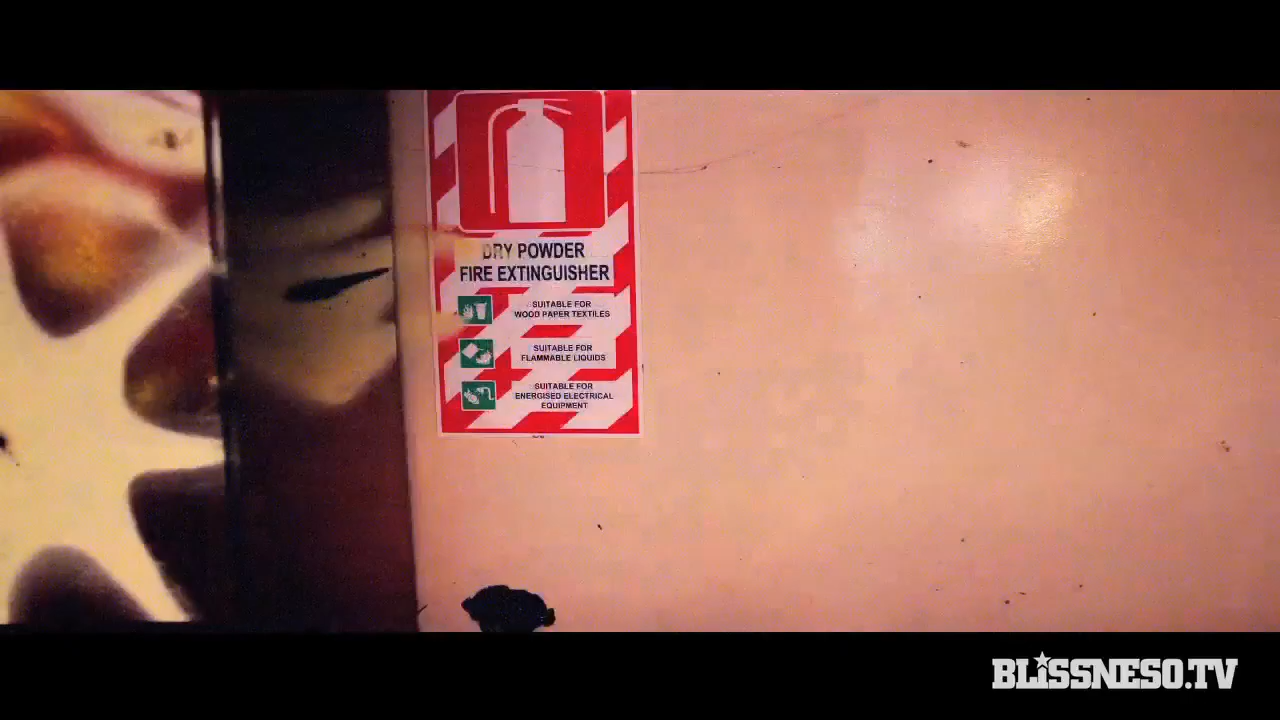 DRY POWDER
FIRE EXTINGUISHER
SUITABLE FOR
WOOD PAPER TEXTILES
SUITABLE FOR
FLAMMABLE LIQUIDS
SUITABLE FOR
ENERGISED ELECTRICAL
EQUIPMENT
BLISSNESO.TV